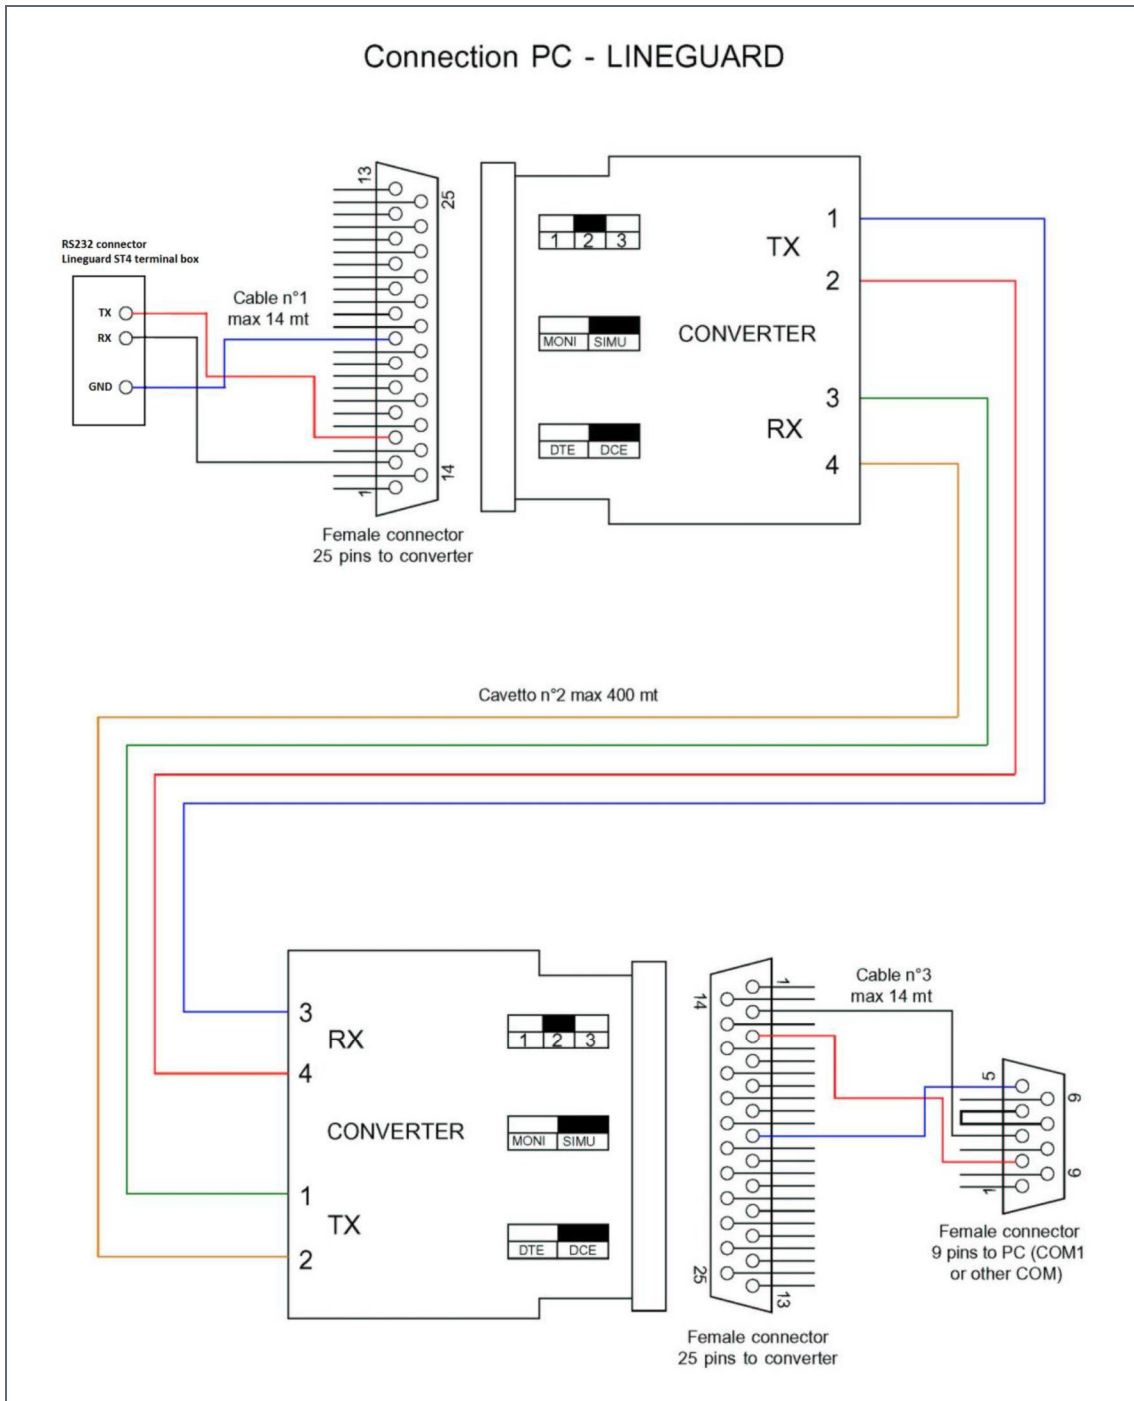 Connection PC - LINEGUARD
13
25
RS232 connector
Lineguard ST4 terminal box
TX
RX
GND
Cable n°1
max 14 mt
1
14
Female connector
25 pins to converter
1 2 3
MONI SIMU
DTE DCE
CONVERTER
1
TX
2
3
RX
4
Cavetto n°2 max 400 mt
3
RX
4
CONVERTER
1
TX
2
1 2 3
MONI SIMU
DTE DCE
14
1
25
13
Female connector
25 pins to converter
Cable n°3
max 14 mt
5
9
1
6
Female connector
9 pins to PC (COM1
or other COM)